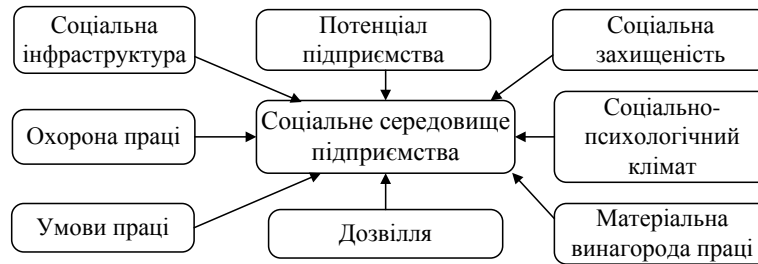 Соціальна
інфраструктура
Потенціал
підприємства
Соціальна
захищеність
Охорона праці
Соціальне середовище
підприємства
Соціально-
психологічний
клімат
Умови праці
Дозвілля
Матеріальна
винагорода праці